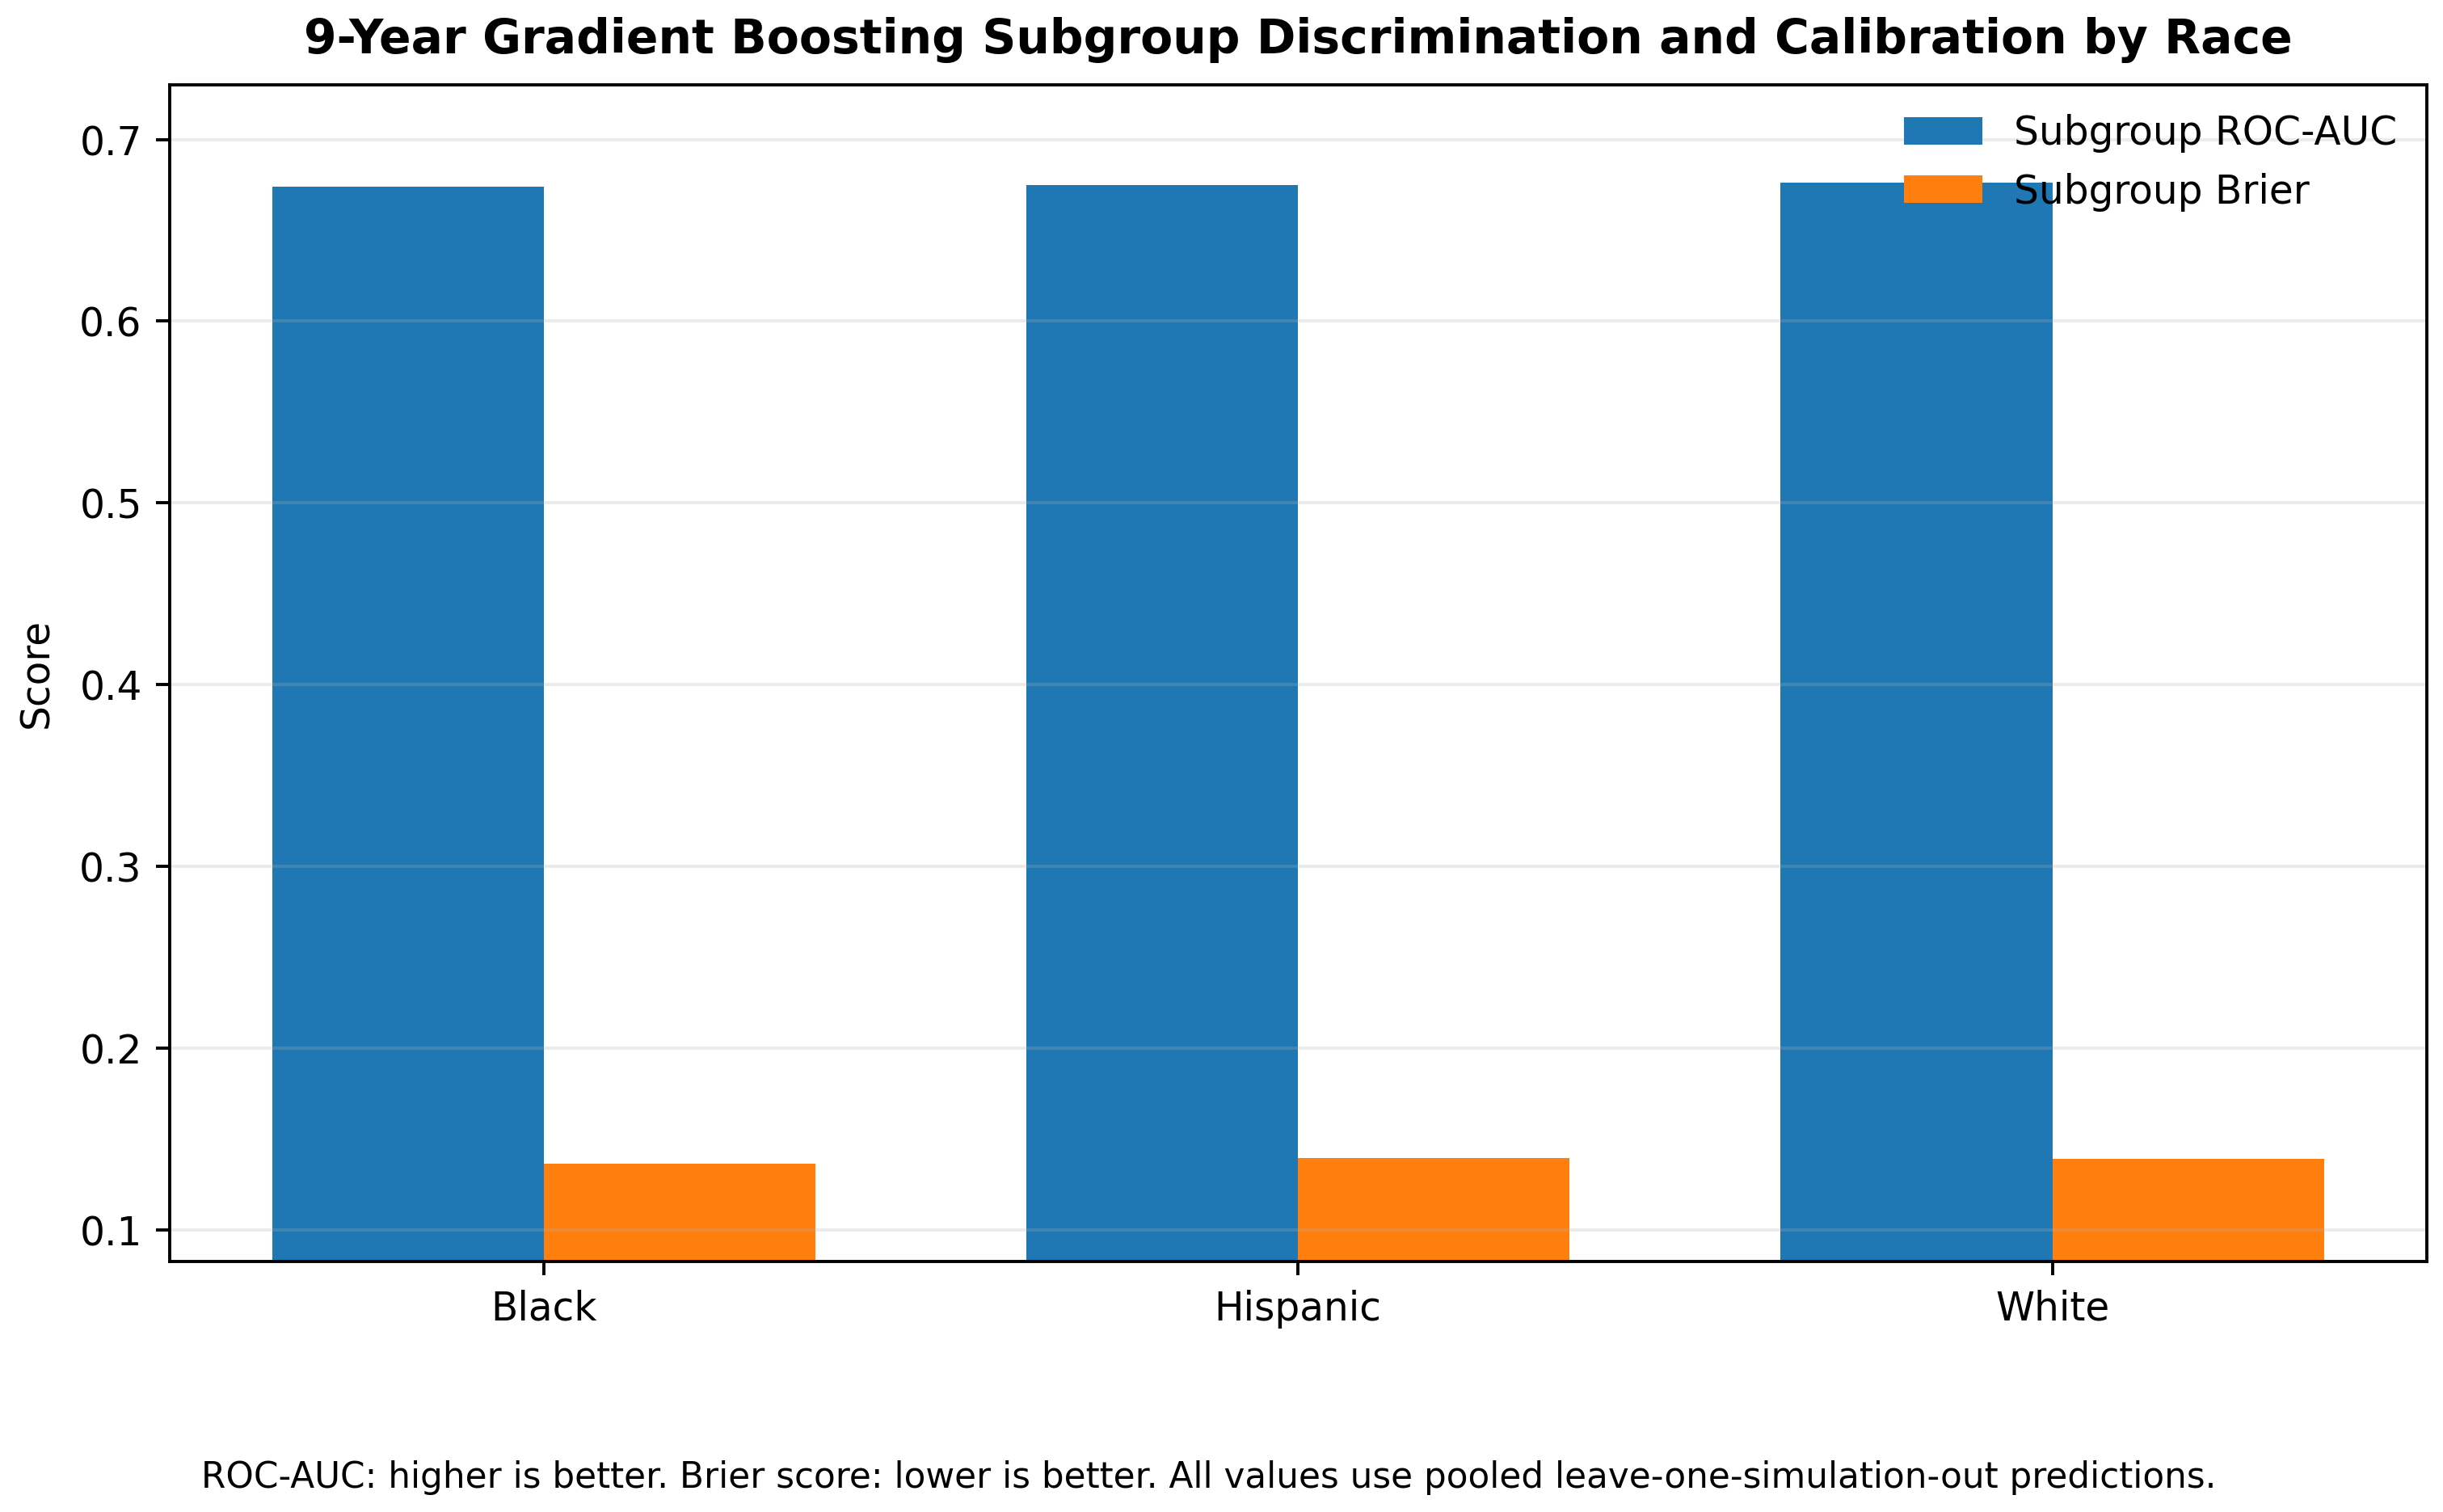 9-Year Gradient Boosting Subgroup Discrimination and Calibration by Race
Subgroup ROC-AUC
Subgroup Brier
0.7
0.6
0.5
0.4
0.3
0.2
0.1
Score
Black
Hispanic
White
ROC-AUC: higher is better. Brier score: lower is better. All values use pooled leave-one-simulation-out predictions.